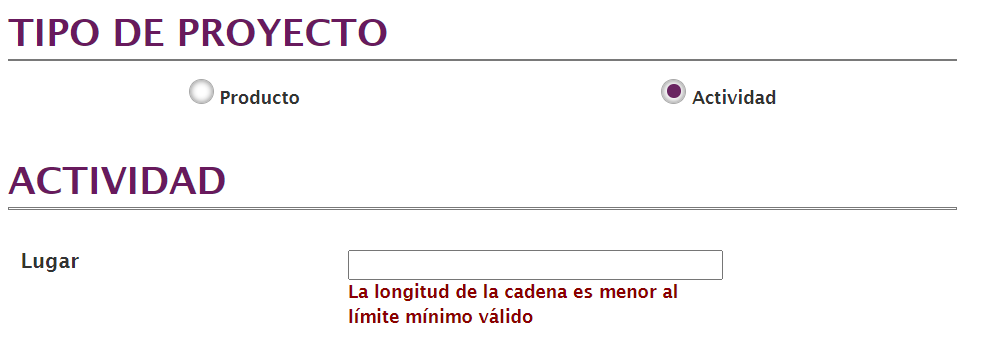 TIPO DE PROYECTO
Producto
Actividad
ACTIVIDAD
Lugar
La longitud de la cadena es menor al
límite mínimo válido